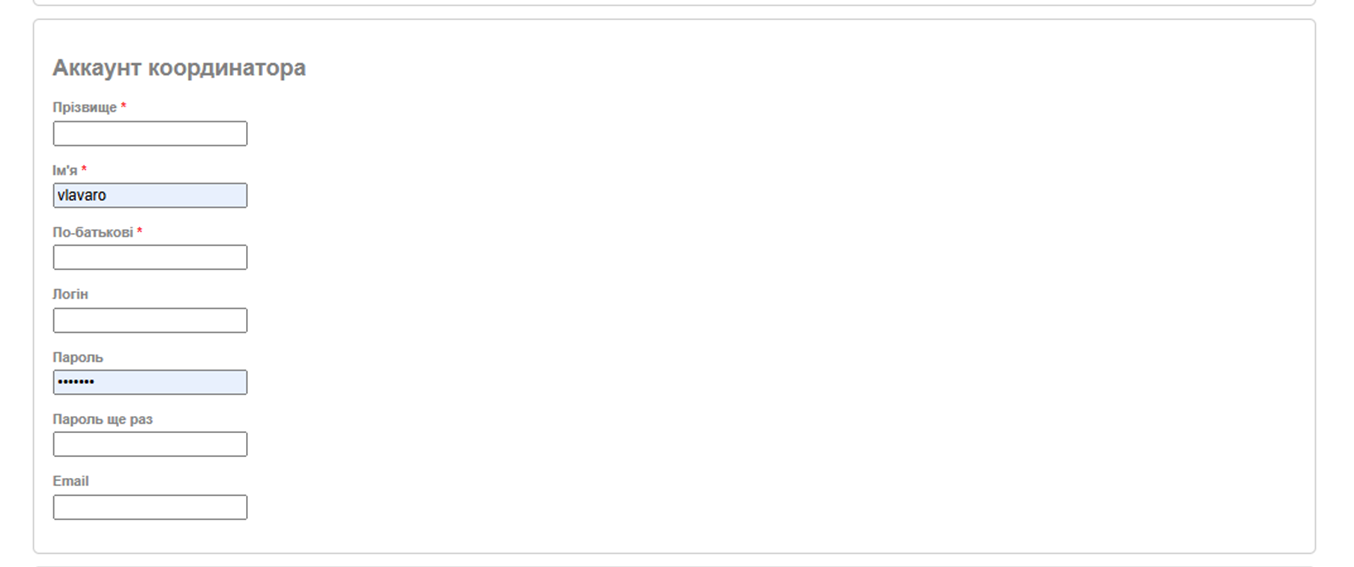 Аккаунт координатора
Прізвище *
Ім'я *
vlavaro
По-батькові *
Логін
Пароль
•••••••
Пароль ще раз
Email